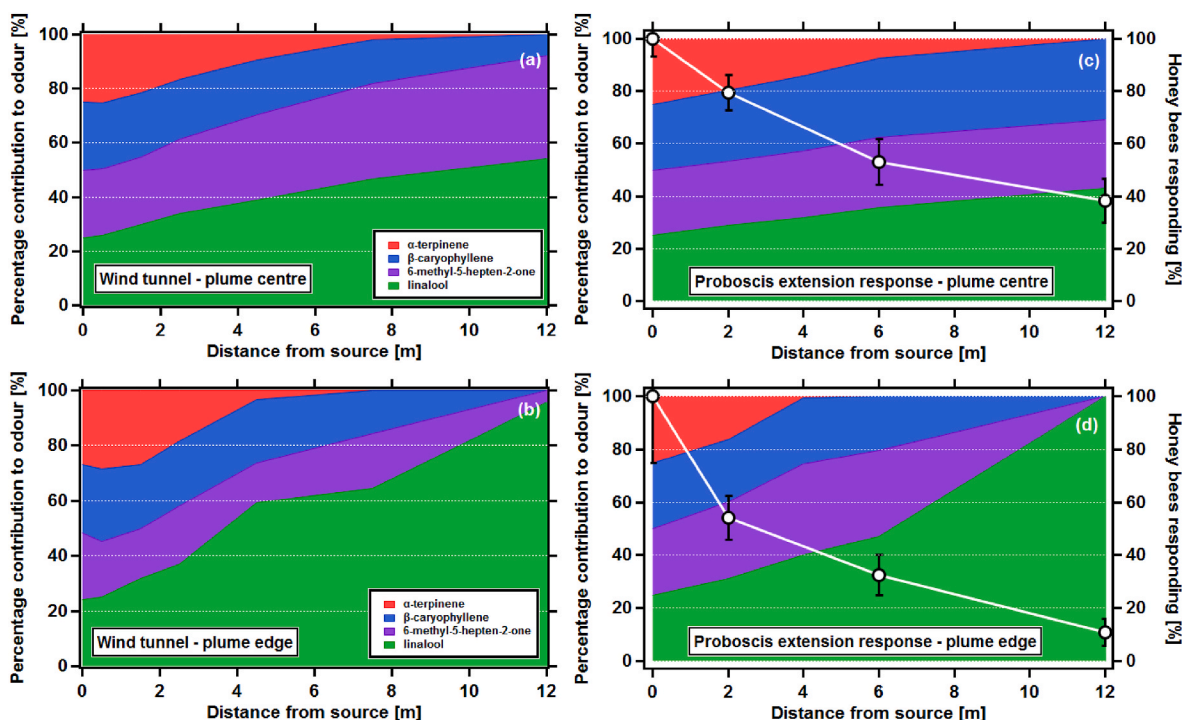 Percentage contribution to odour [%]
100
80
60
40
20
0
(a)
α-terpinene
β-caryophyllene
6-methyl-5-hepten-2-one
linalool
Wind tunnel - plume centre
0 2 4 6 8 10 12
Distance from source [m]
Percentage contribution to odour [%]
100
80
60
40
20
0
(c)
Proboscis extension response - plume centre
100
80
60
40
20
0
Honey bees responding
[%]
0 2 4 6 8 10 12
Distance from source [m]
Percentage contribution to odour [%]
100
80
60
40
20
0
(b)
α-terpinene
β-caryophyllene
6-methyl-5-hepten-2-one
linalool
Wind tunnel - plume edge
0 2 4 6 8 10 12
Distance from source [m]
Percentage contribution to odour [%]
100
80
60
40
20
0
(d)
Proboscis extension response - plume edge
100
80
60
40
20
0
Honey bees responding
[%]
0 2 4 6 8 10 12
Distance from source [m]